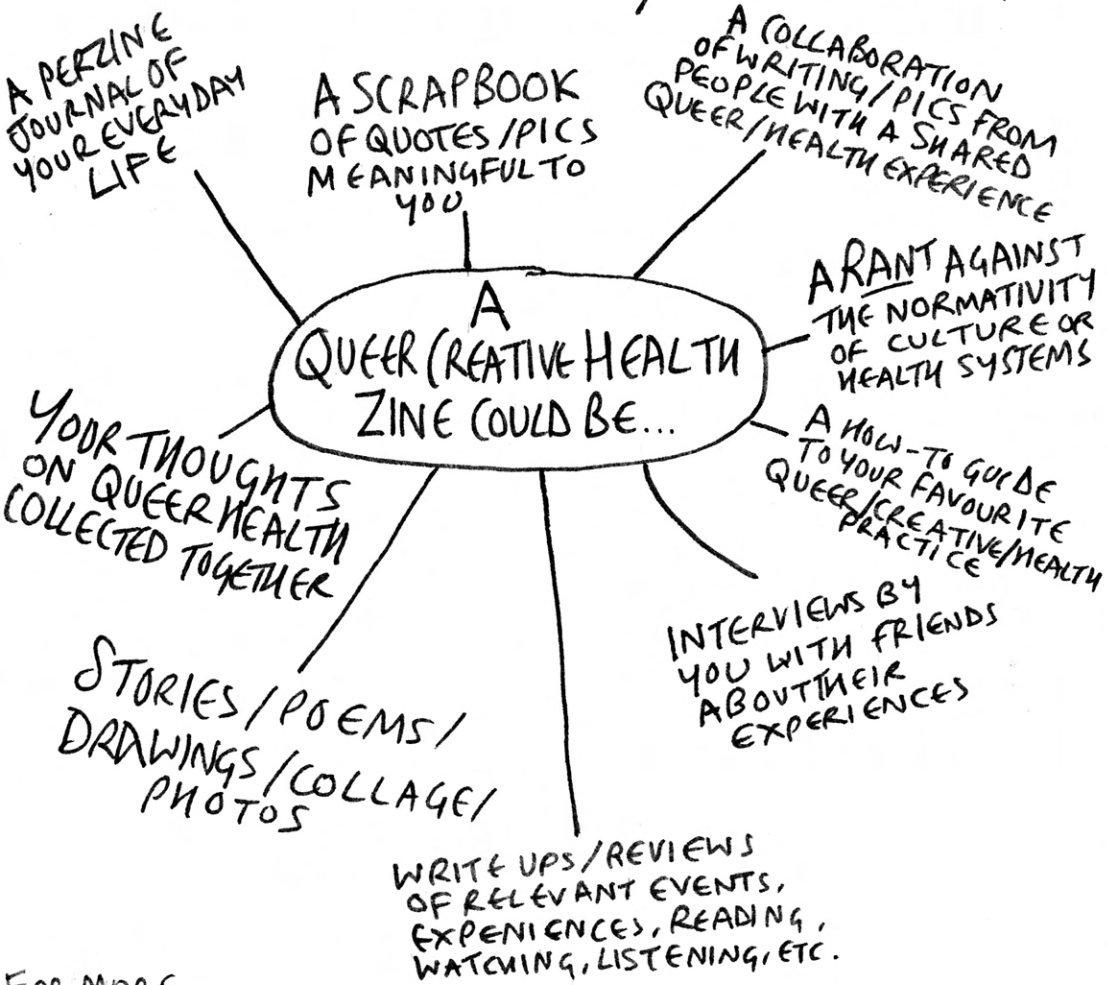 A PERZINE
JOURNAL OF
YOUR EVERYDAY
LIFE
A SCRAPBOOK
OF QUOTES/PICS
MEANINGFUL TO
YOU
A COLLABORATION
OF WRITING/PICS FROM
PEOPLE WITH A SHARED
QUEER/HEALTH EXPERIENCE
A RANT AGAINST
THE NORMATIVITY
OF CULTURE OR
HEALTH SYSTEMS
A
QUEER CREATIVE HEALTH
ZINE COULD BE...
A HOW-TO GUIDE
TO YOUR FAVOURITE
QUEER/CREATIVE/HEALTH
PRACTICE
YOUR THOUGHTS
ON QUEER HEALTH
COLLECTED TOGETHER
INTERVIEWS BY
YOU WITH FRIENDS
ABOUT THEIR
EXPERIENCES
STORIES/POEMS/
DRAWINGS/COLLAGE/
PHOTOS
WRITE UPS/REVIEWS
OF RELEVANT EVENTS,
EXPENIENCES, READING,
WATCHING, LISTENING, ETC.
FOR MORE